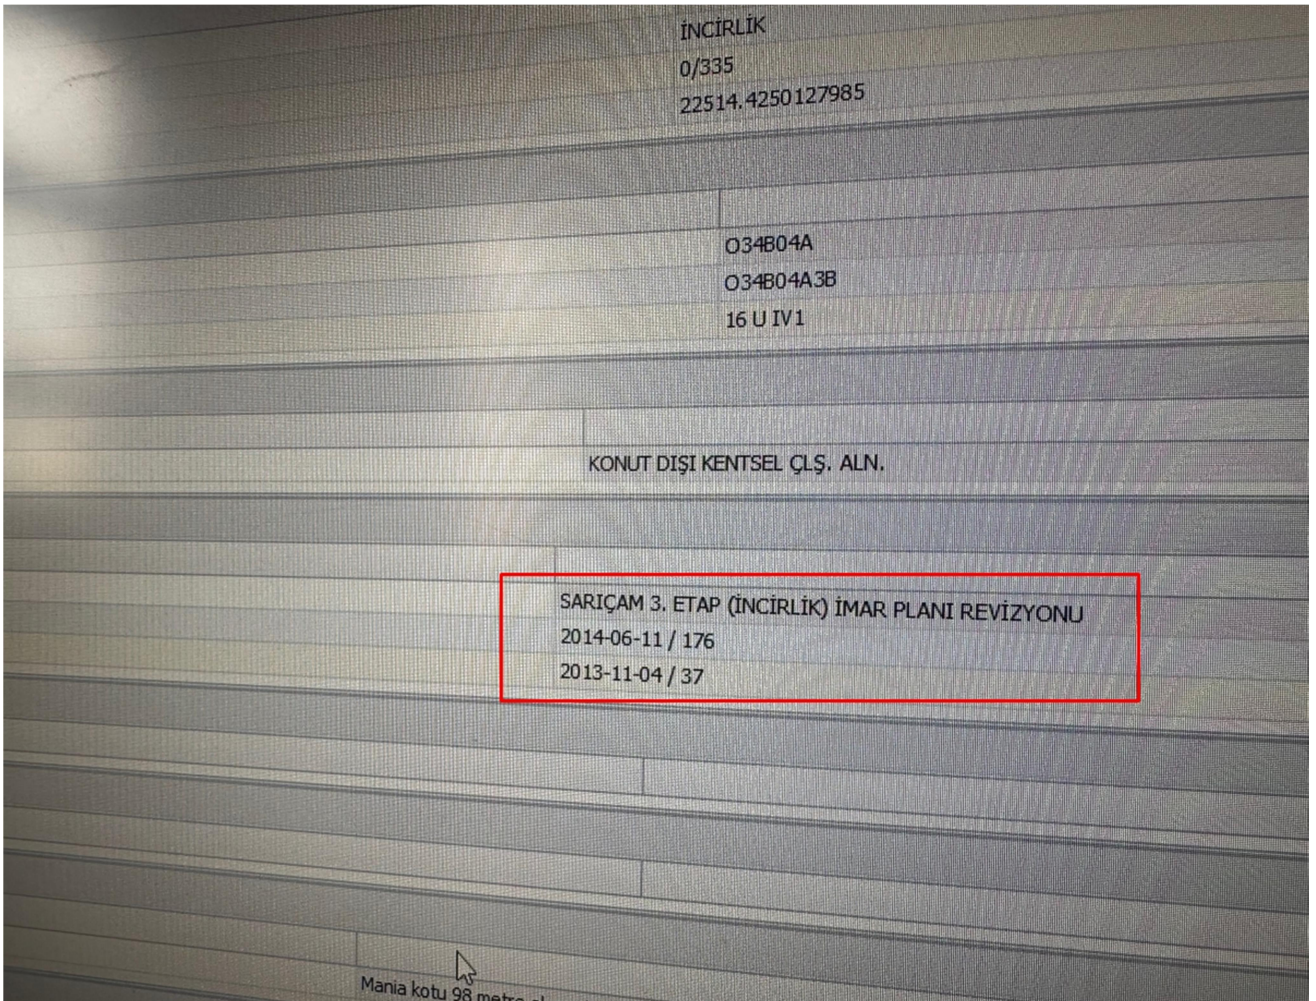 İNCİRLİK
0/335
22514.4250127985
O34B04A
O34B04A3B
16 U IV1
KONUT DIŞI KENTSEL ÇLŞ. ALN.
SARIÇAM 3. ETAP (İNCİRLİK) İMAR PLANI REVİZYONU
2014-06-11 / 176
2013-11-04 / 37
Mania kotu 98 metre